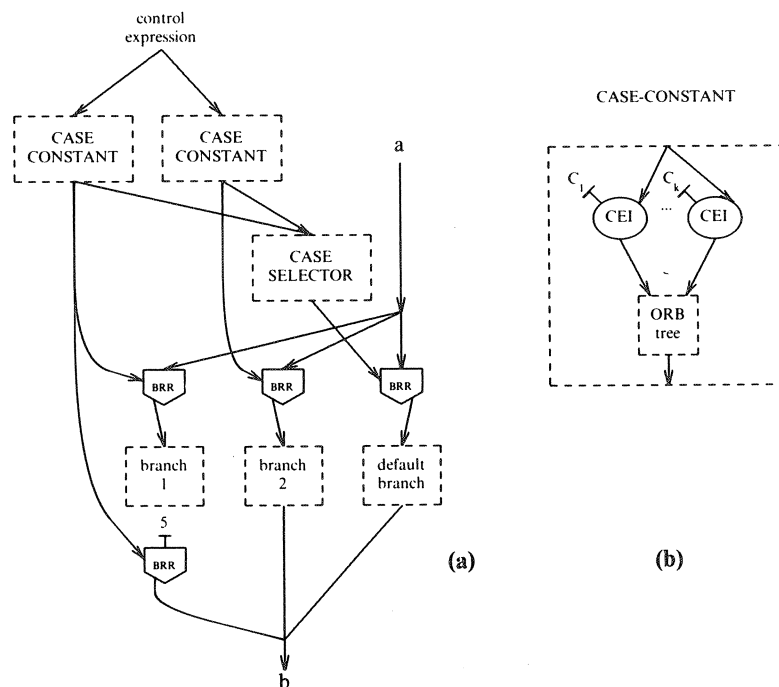 control
expression
CASE
CONSTANT
CASE
CONSTANT
a
CASE
SELECTOR
BRR
BRR
BRR
branch
1
branch
2
default
branch
5
BRR
(a)
b
CASE-CONSTANT
C1
CEI
...
Ck
CEI
ORB
tree
(b)